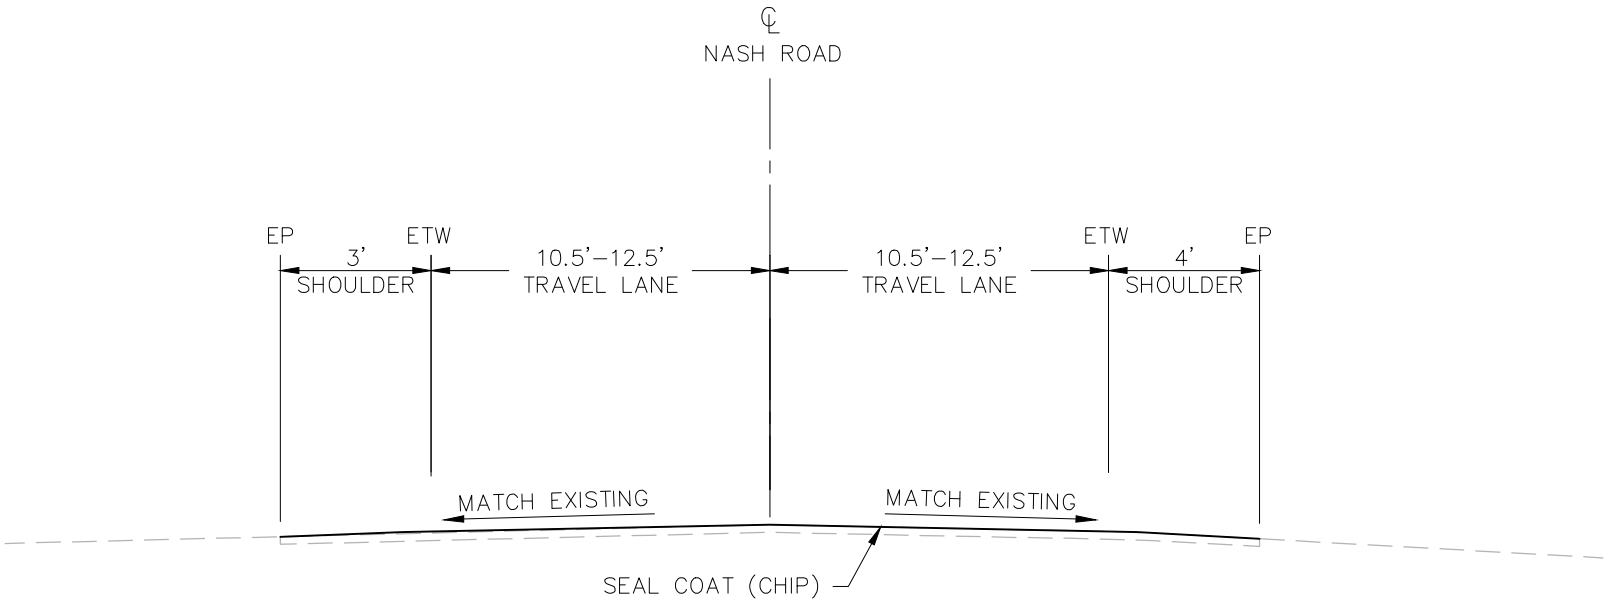 ℄
NASH ROAD
EP
ETW
ETW
EP
3'
10.5'-12.5'
10.5'-12.5'
4'
SHOULDER
TRAVEL LANE
TRAVEL LANE
SHOULDER
MATCH EXISTING
MATCH EXISTING
SEAL COAT (CHIP)